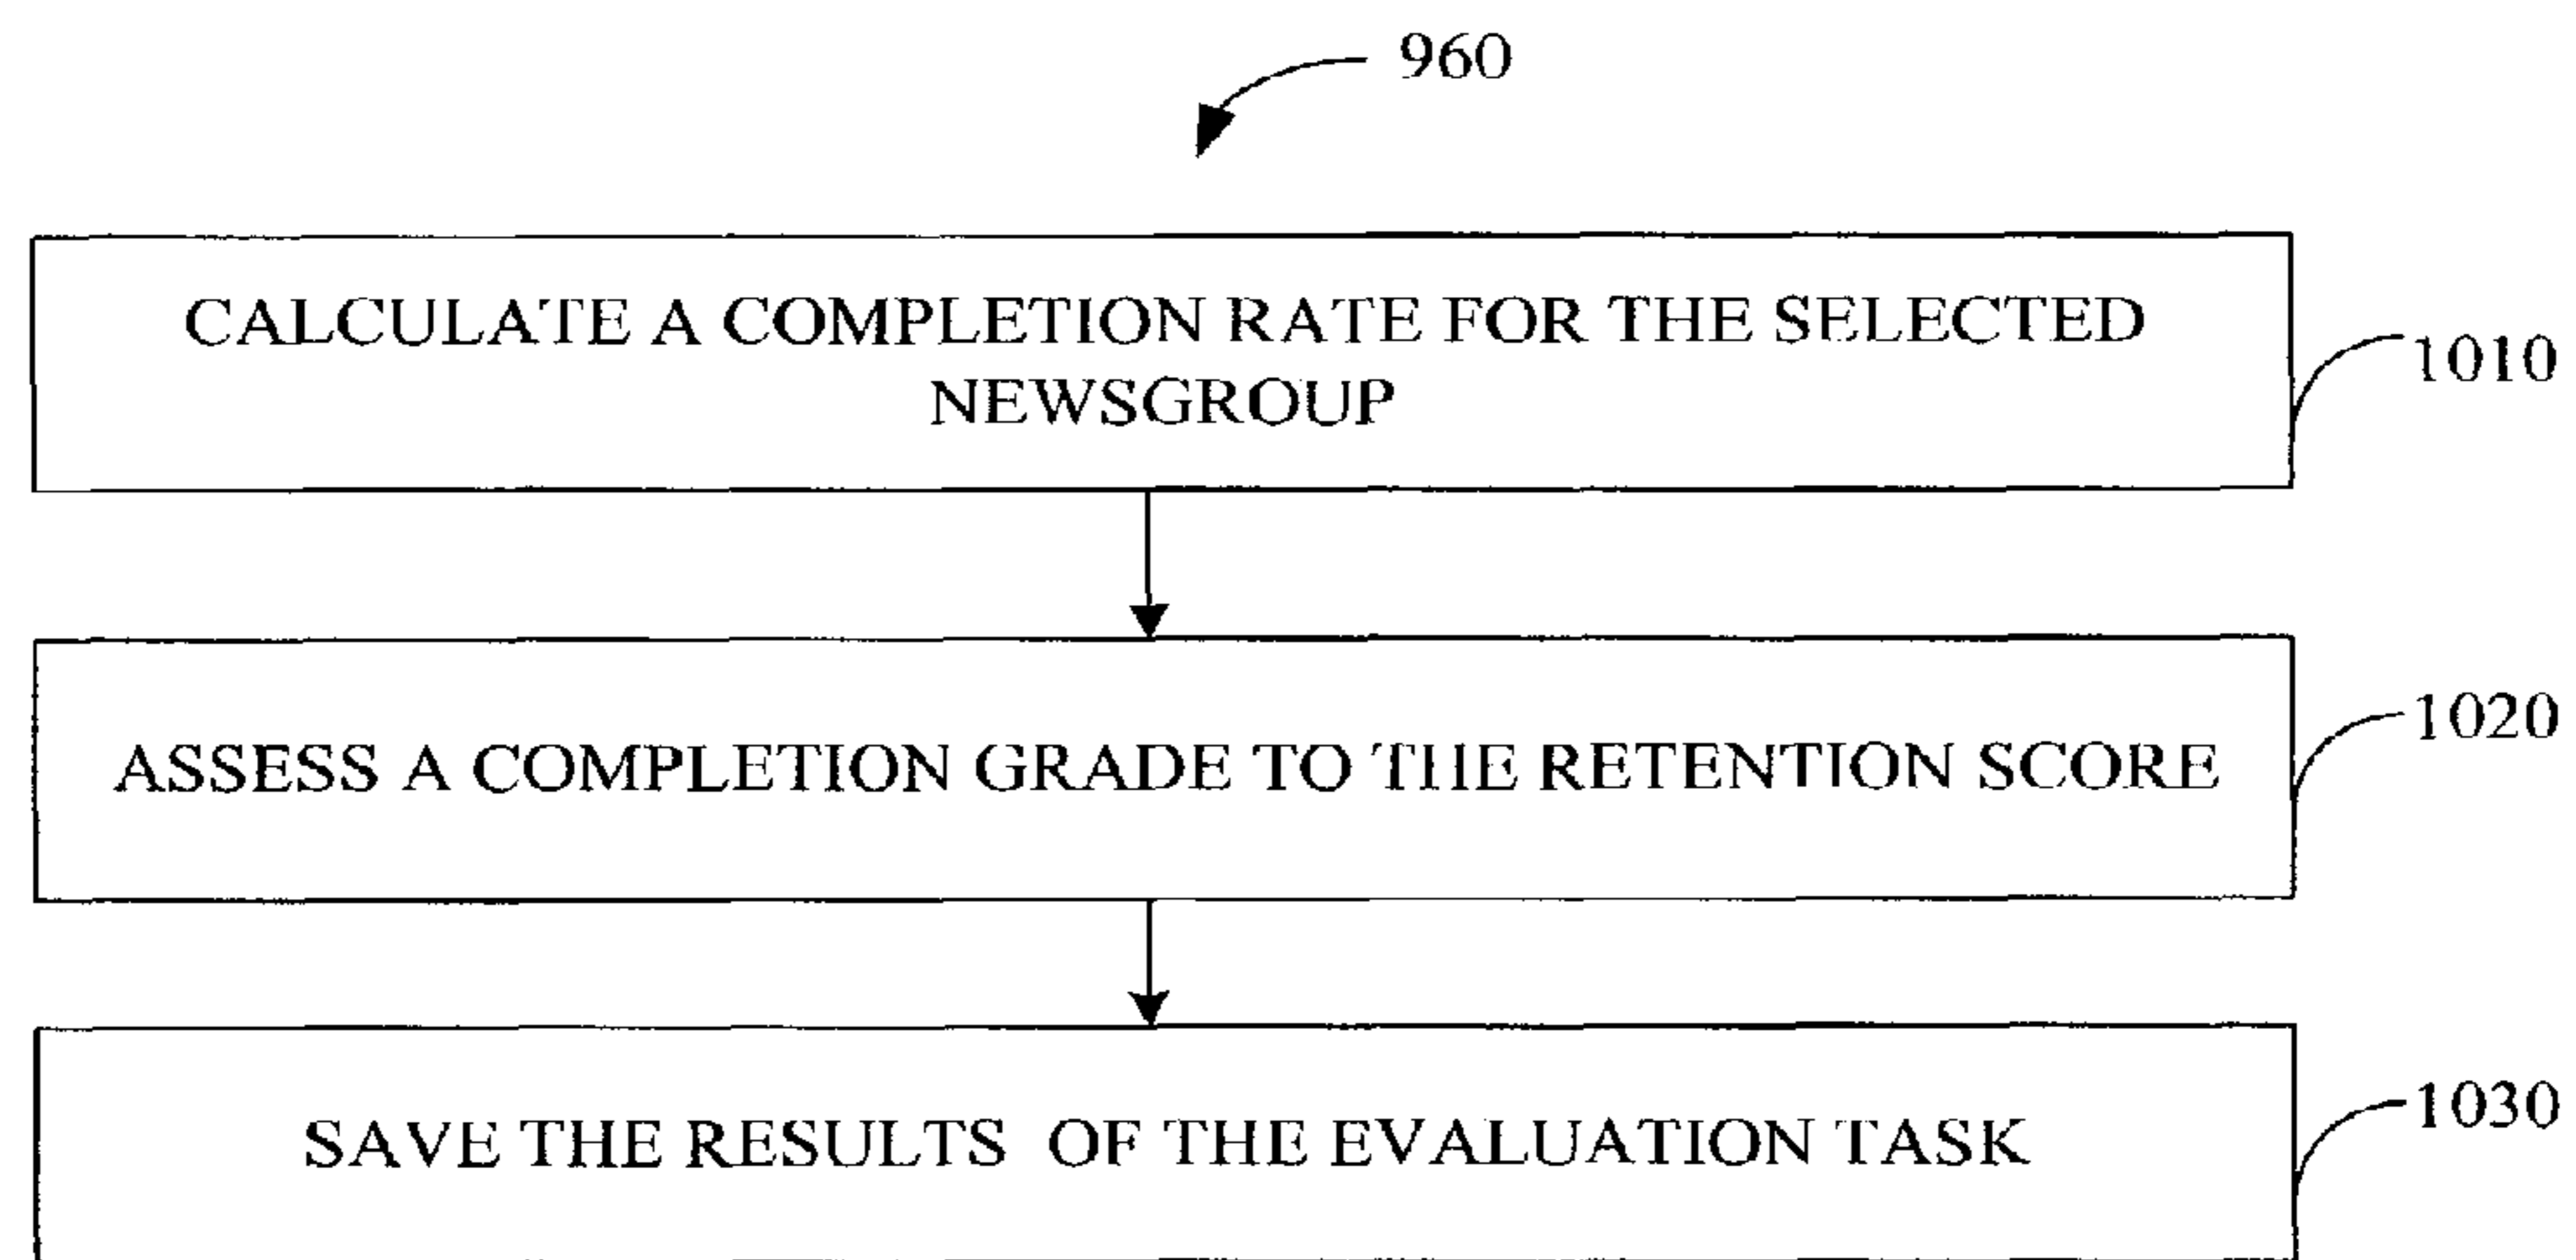 960
CALCULATE A COMPLETION RATE FOR THE SELECTED
NEWSGROUP
1010
ASSESS A COMPLETION GRADE TO THE RETENTION SCORE
1020
SAVE THE RESULTS OF THE EVALUATION TASK
1030